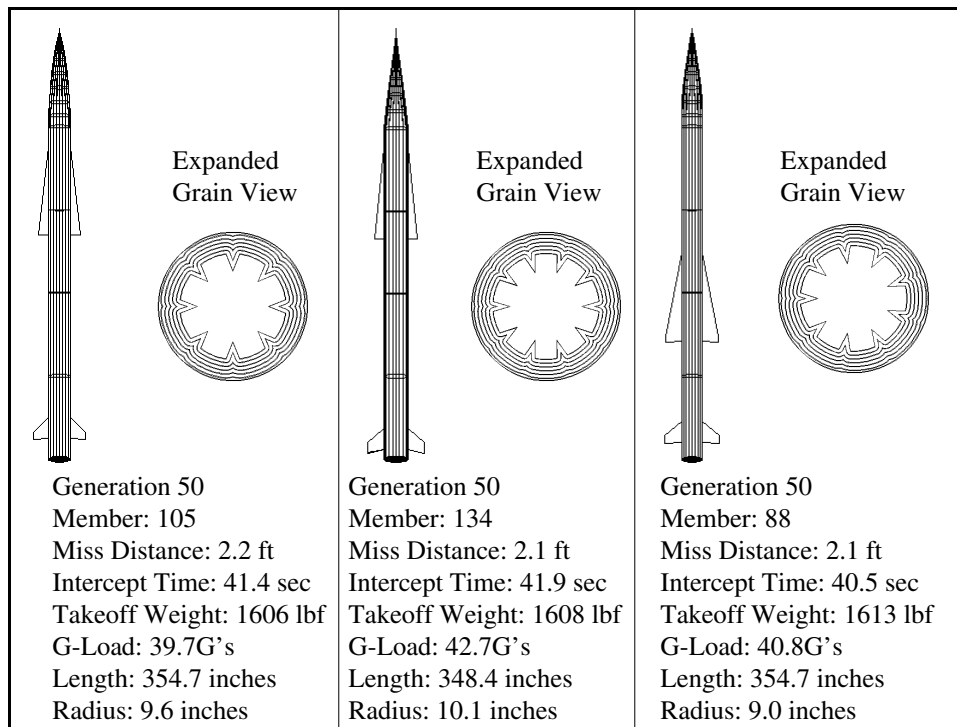 Expanded
Grain View
Generation 50
Member: 105
Miss Distance: 2.2 ft
Intercept Time: 41.4 sec
Takeoff Weight: 1606 lbf
G-Load: 39.7G's
Length: 354.7 inches
Radius: 9.6 inches
Expanded
Grain View
Generation 50
Member: 134
Miss Distance: 2.1 ft
Intercept Time: 41.9 sec
Takeoff Weight: 1608 lbf
G-Load: 42.7G's
Length: 348.4 inches
Radius: 10.1 inches
Expanded
Grain View
Generation 50
Member: 88
Miss Distance: 2.1 ft
Intercept Time: 40.5 sec
Takeoff Weight: 1613 lbf
G-Load: 40.8G's
Length: 354.7 inches
Radius: 9.0 inches